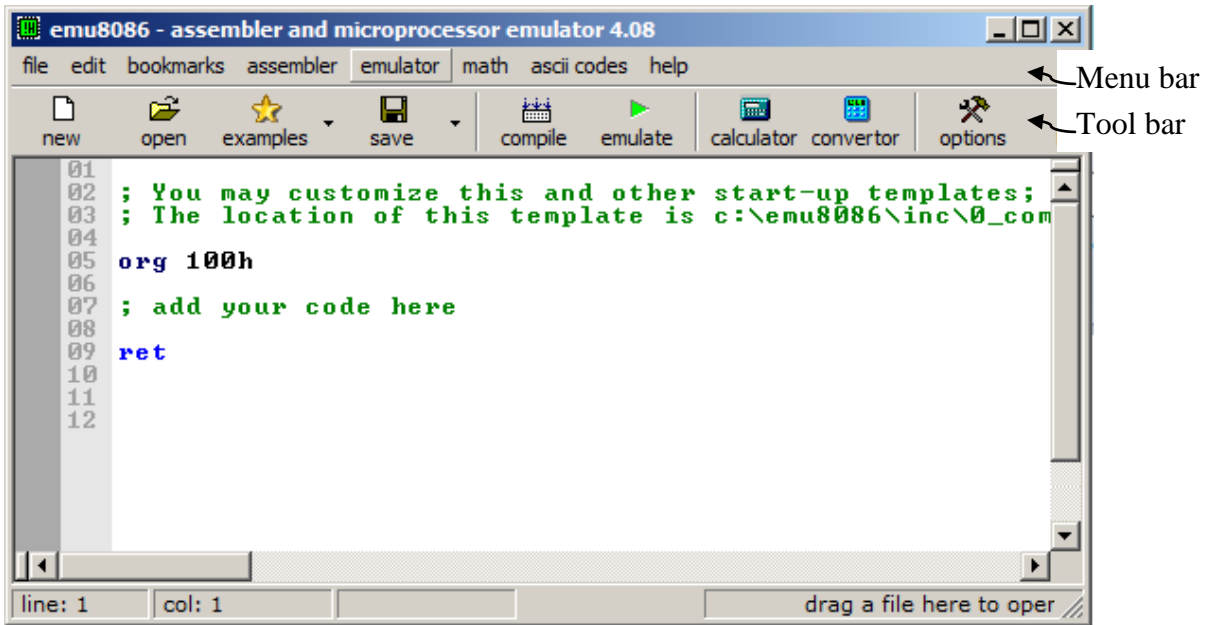 emu8086 - assembler and microprocessor emulator 4.08
file edit bookmarks assembler emulator math ascii codes help
Menu bar
new open examples save compile emulate calculator convertor options
Tool bar
01
02 ; You may customize this and other start-up templates;
03 ; The location of this template is c:\emu8086\inc\0_com
04
05 org 100h
06
07 ; add your code here
08
09 ret
10
11
12
line: 1 col: 1 drag a file here to oper